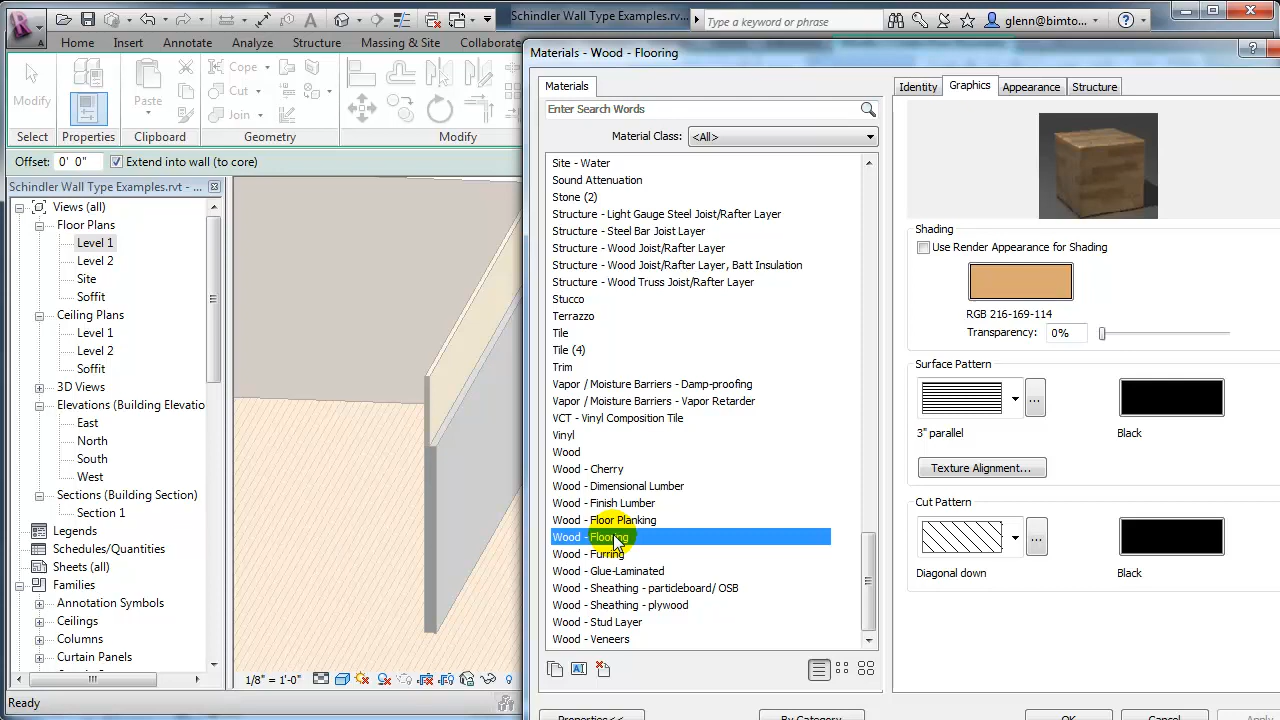 Schindler Wall Type Examples.rvt...
Type a keyword or phrase
glenn@bimto...
Home Insert Annotate Analyze Structure Massing & Site Collaborate
Materials - Wood - Flooring
Modify
Paste
Cope
Cut
Join
Select Properties Clipboard Geometry Modify
Offset: 0' 0" Extend into wall (to core)
Schindler Wall Type Examples.rvt - ...
Views (all)
Floor Plans
Level 1
Level 2
Site
Soffit
Ceiling Plans
Level 1
Level 2
Soffit
3D Views
Elevations (Building Elevatio
East
North
South
West
Sections (Building Section)
Section 1
Legends
Schedules/Quantities
Sheets (all)
Families
Annotation Symbols
Ceilings
Columns
Curtain Panels
1/8" = 1'-0"
Ready
Materials
Enter Search Words
Material Class: <All>
Site - Water
Sound Attenuation
Stone (2)
Structure - Light Gauge Steel Joist/Rafter Layer
Structure - Steel Bar Joist Layer
Structure - Wood Joist/Rafter Layer
Structure - Wood Joist/Rafter Layer, Batt Insulation
Structure - Wood Truss Joist/Rafter Layer
Stucco
Terrazzo
Tile
Tile (4)
Trim
Vapor / Moisture Barriers - Damp-proofing
Vapor / Moisture Barriers - Vapor Retarder
VCT - Vinyl Composition Tile
Vinyl
Wood
Wood - Cherry
Wood - Dimensional Lumber
Wood - Finish Lumber
Wood - Floor Planking
Wood - Flooring
Wood - Furring
Wood - Glue-Laminated
Wood - Sheathing - particleboard/ OSB
Wood - Sheathing - plywood
Wood - Stud Layer
Wood - Veneers
Properties<<
By Category
Identity Graphics Appearance Structure
Shading
Use Render Appearance for Shading
RGB 216-169-114
Transparency: 0%
Surface Pattern
...
3" parallel Black
Texture Alignment...
Cut Pattern
...
Diagonal down Black
OK Cancel Apply